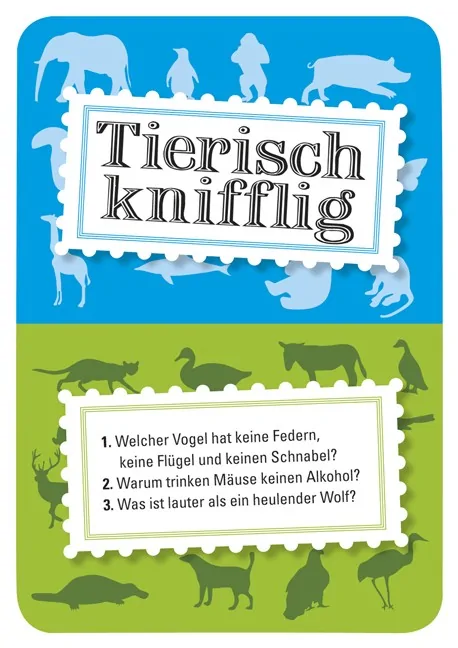 Tierisch
knifflig
1. Welcher Vogel hat keine Federn,
keine Flügel und keinen Schnabel?
2. Warum trinken Mäuse keinen Alkohol?
3. Was ist lauter als ein heulender Wolf?